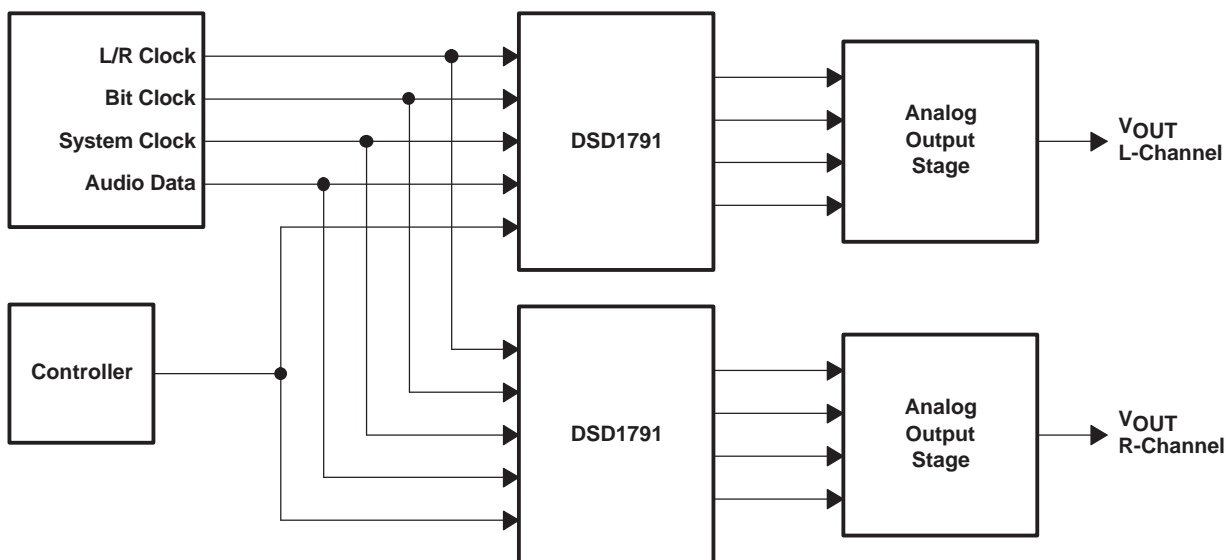 L/R Clock
Bit Clock
System Clock
Audio Data
DSD1791
Analog
Output
Stage
VOUT
L-Channel
Controller
DSD1791
Analog
Output
Stage
VOUT
R-Channel